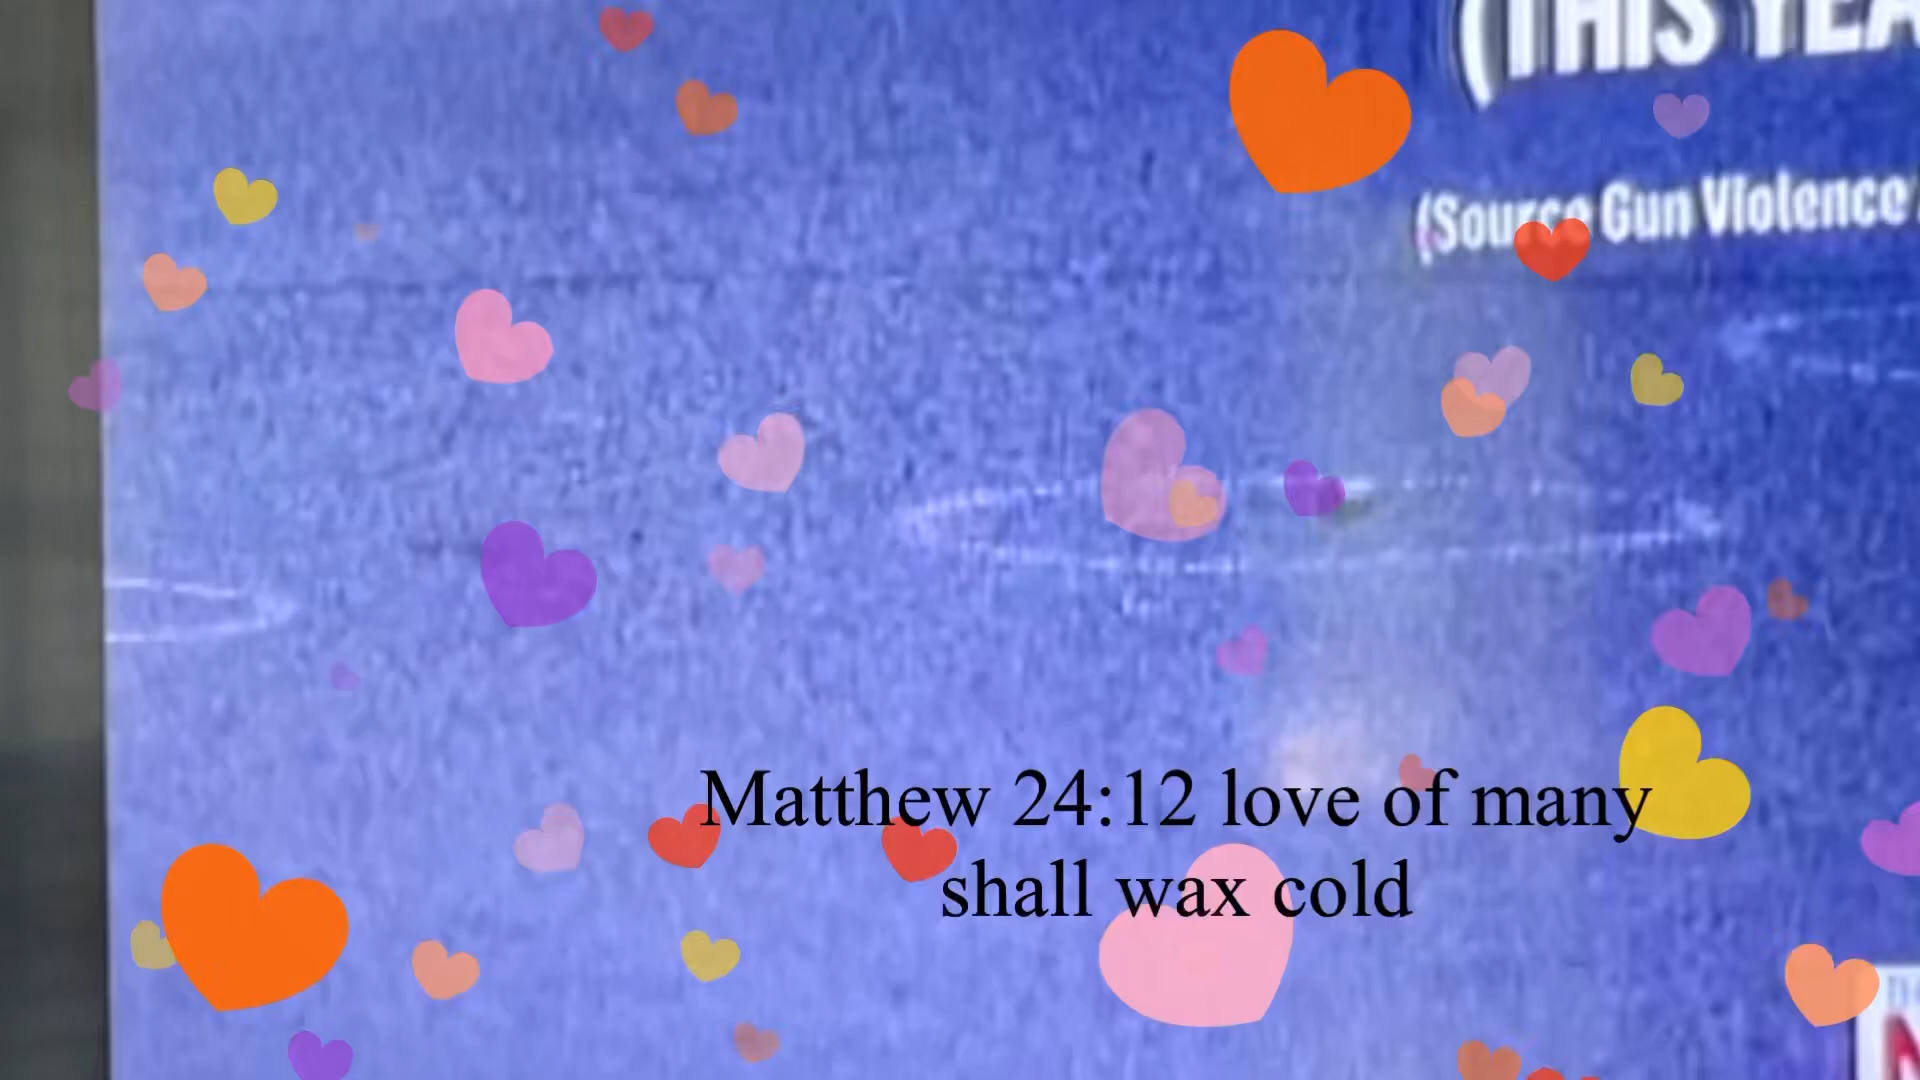 (THIS YEA
(Source Gun Violence
Matthew 24:12 love of many
shall wax cold